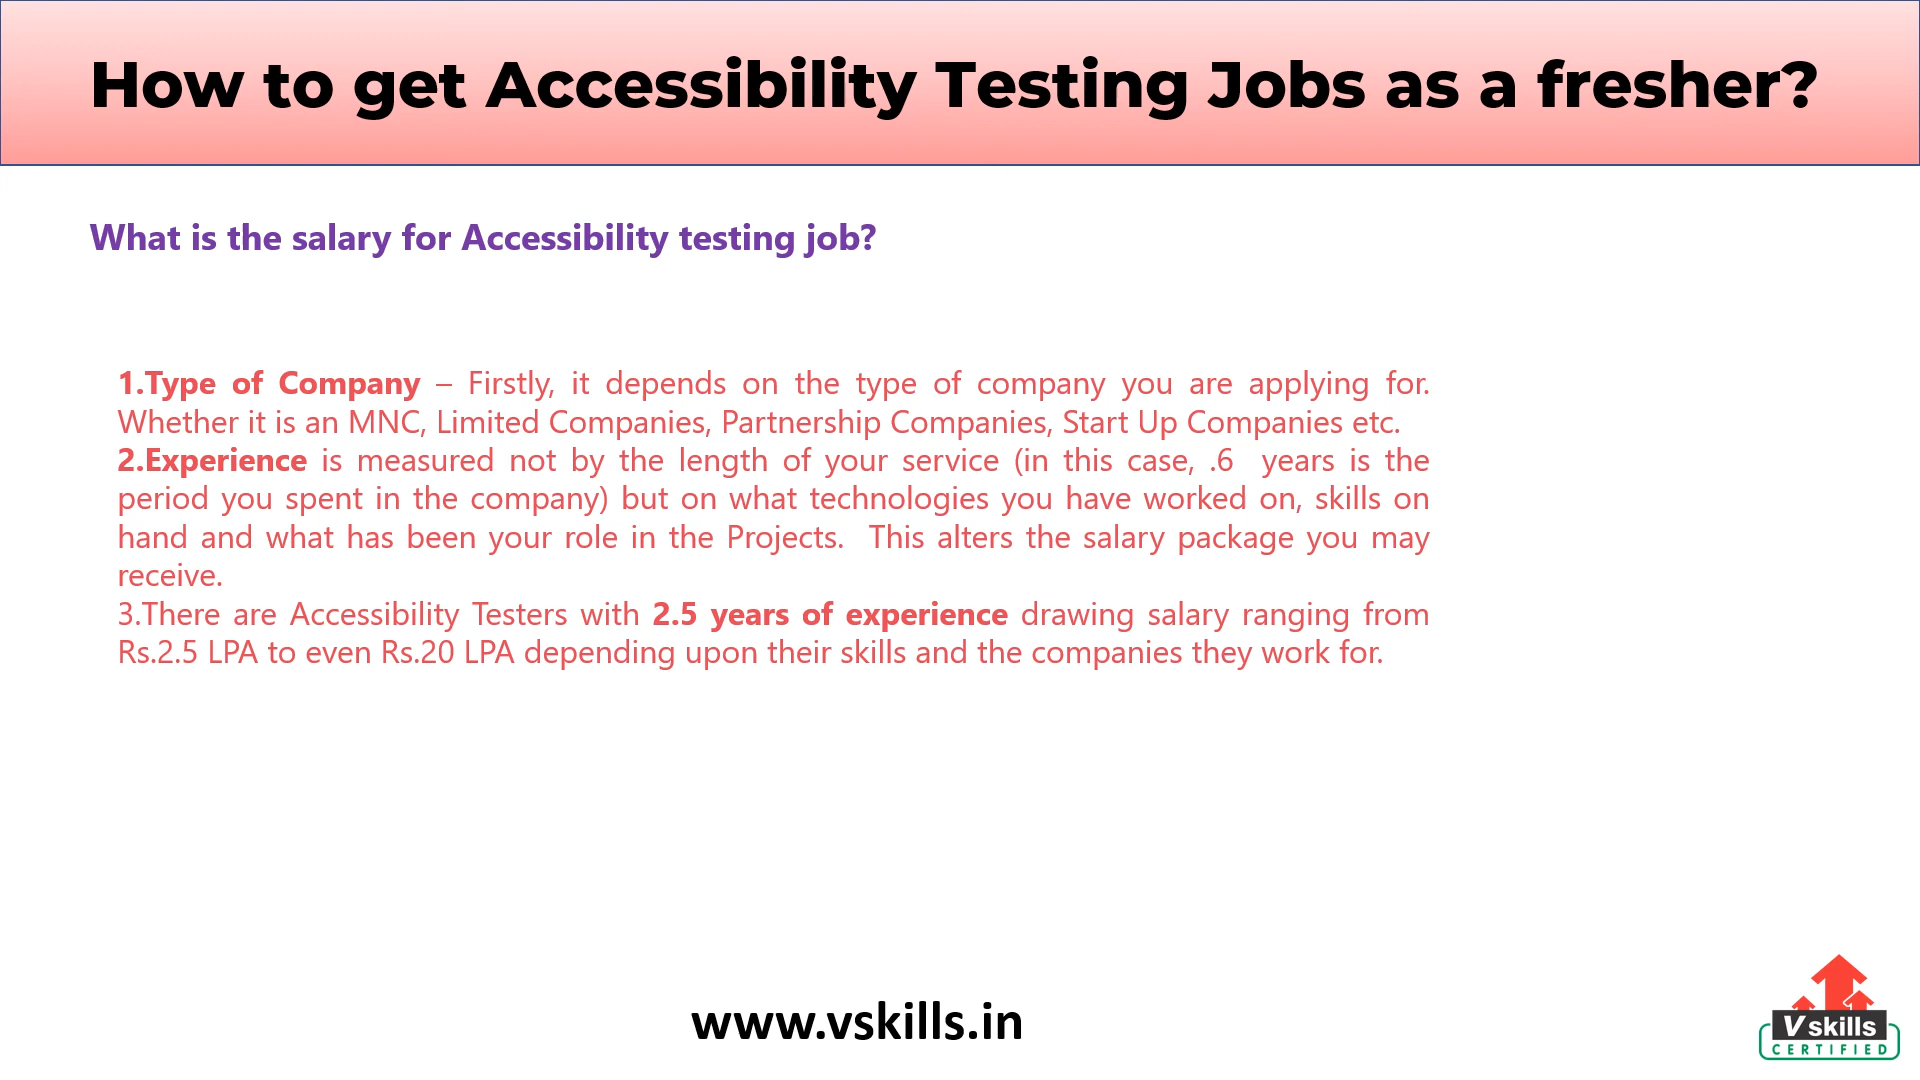 How to get Accessibility Testing Jobs as a fresher?
What is the salary for Accessibility testing job?
1.Type of Company – Firstly, it depends on the type of company you are applying for.
Whether it is an MNC, Limited Companies, Partnership Companies, Start Up Companies etc.
2.Experience is measured not by the length of your service (in this case, .6  years is the
period you spent in the company) but on what technologies you have worked on, skills on
hand and what has been your role in the Projects.  This alters the salary package you may
receive.
3.There are Accessibility Testers with 2.5 years of experience drawing salary ranging from
Rs.2.5 LPA to even Rs.20 LPA depending upon their skills and the companies they work for.
www.vskills.in
Vskills
CERTIFIED